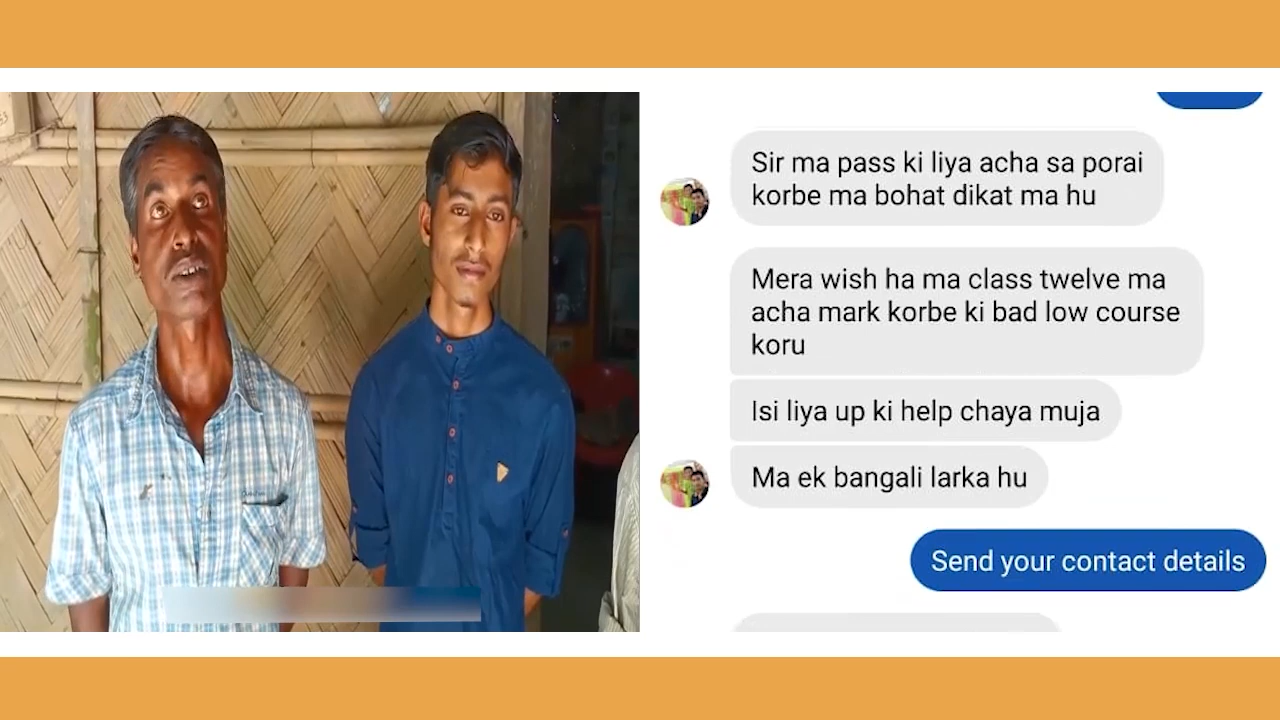 Sir ma pass ki liya acha sa porai
korbe ma bohat dikat ma hu
Mera wish ha ma class twelve ma
acha mark korbe ki bad low course
koru
Isi liya up ki help chaya muja
Ma ek bangali larka hu
Send your contact details